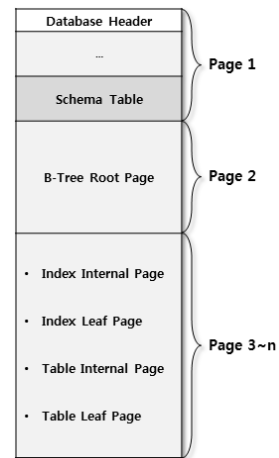 Database Header
...
Page 1
Schema Table
B-Tree Root Page
Page 2
• Index Internal Page
• Index Leaf Page
Page 3~n
• Table Internal Page
• Table Leaf Page